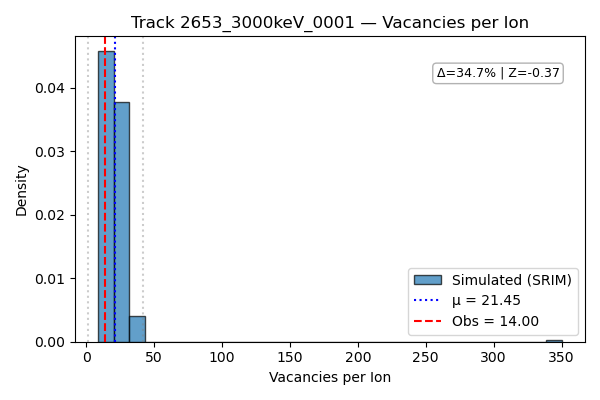 Track 2653_3000keV_0001 — Vacancies per Ion
Δ=34.7% | Z=-0.37
Density
0.04
0.03
0.02
0.01
0.00
Simulated (SRIM)
μ = 21.45
Obs = 14.00
0 50 100 150 200 250 300 350
Vacancies per Ion